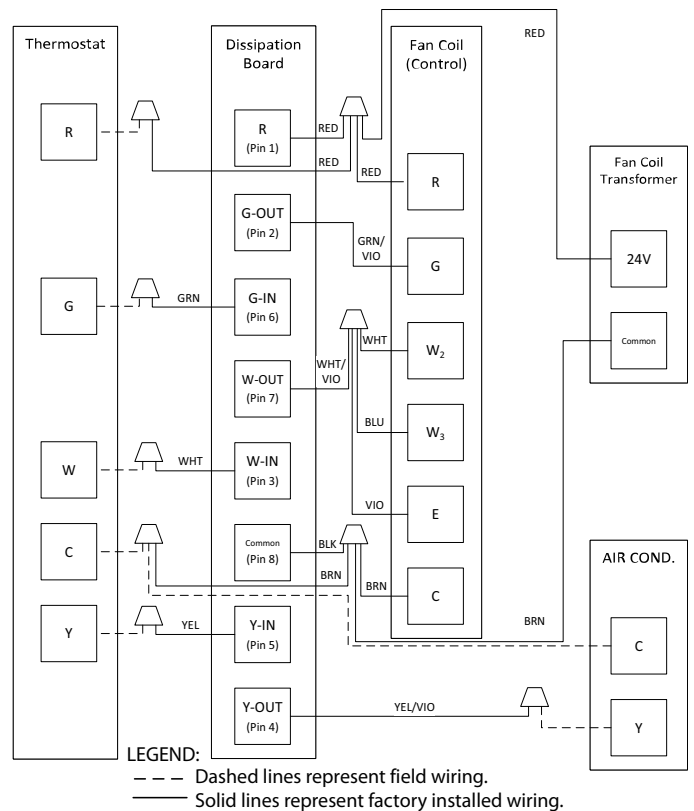 Thermostat
R
G
W
C
Y
Dissipation
Board
R
(Pin 1)
G-OUT
(Pin 2)
G-IN
(Pin 6)
W-OUT
(Pin 7)
W-IN
(Pin 3)
Common
(Pin 8)
Y-IN
(Pin 5)
Y-OUT
(Pin 4)
Fan Coil
(Control)
R
G
W2
W3
E
C
Fan Coil
Transformer
24V
Common
AIR COND.
C
Y
RED
RED
RED
RED
GRN/
VIO
GRN
WHT
WHT/
VIO
BLU
WHT
VIO
BLK
BRN
BRN
BRN
YEL
YEL/VIO
LEGEND:
Dashed lines represent field wiring.
Solid lines represent factory installed wiring.